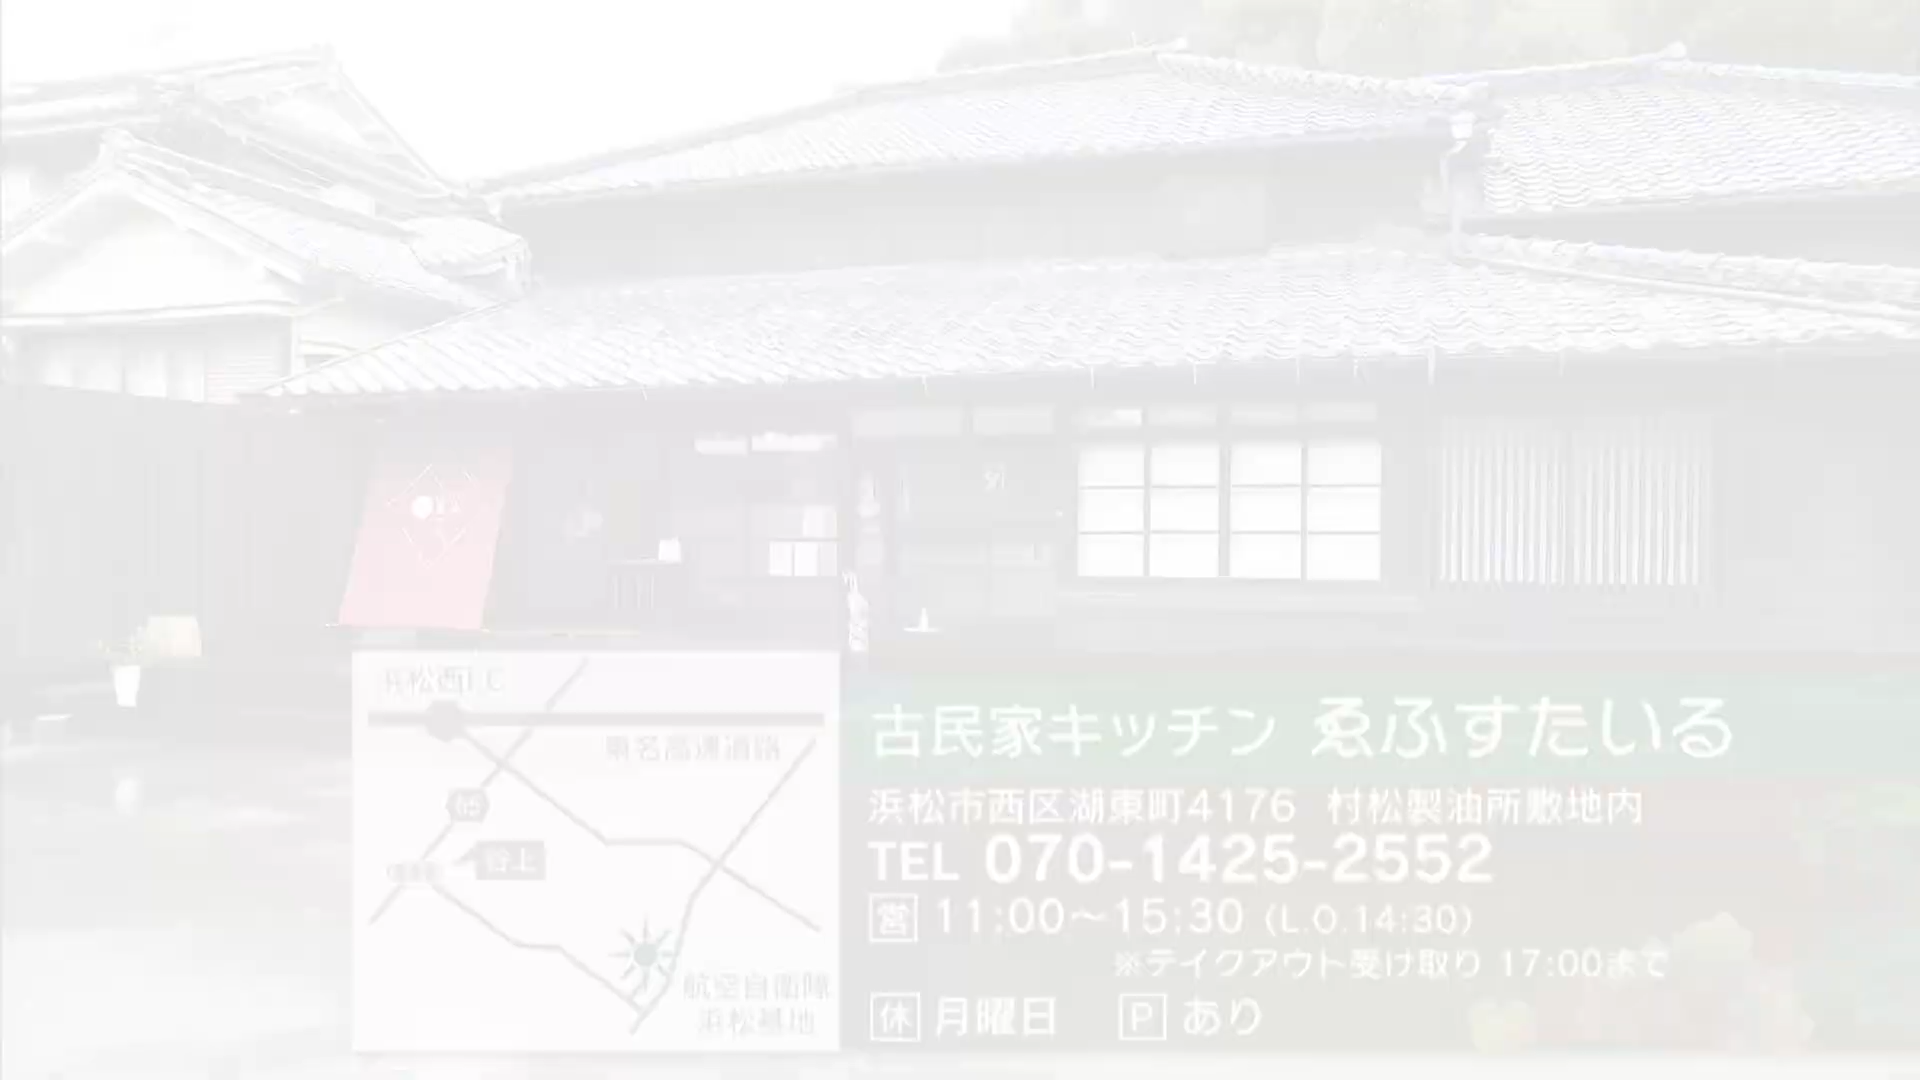 浜松西I.C
東名高速道路
65
航空自衛隊
浜松基地
古民家キッチン ゑふすたいる
浜松市西区湖東町4176 村松製油所敷地内
TEL 070-1425-2552
営 11:00～15:30 (L.O.14:30)
※テイクアウト受け取り 17:00まで
休 月曜日 P あり